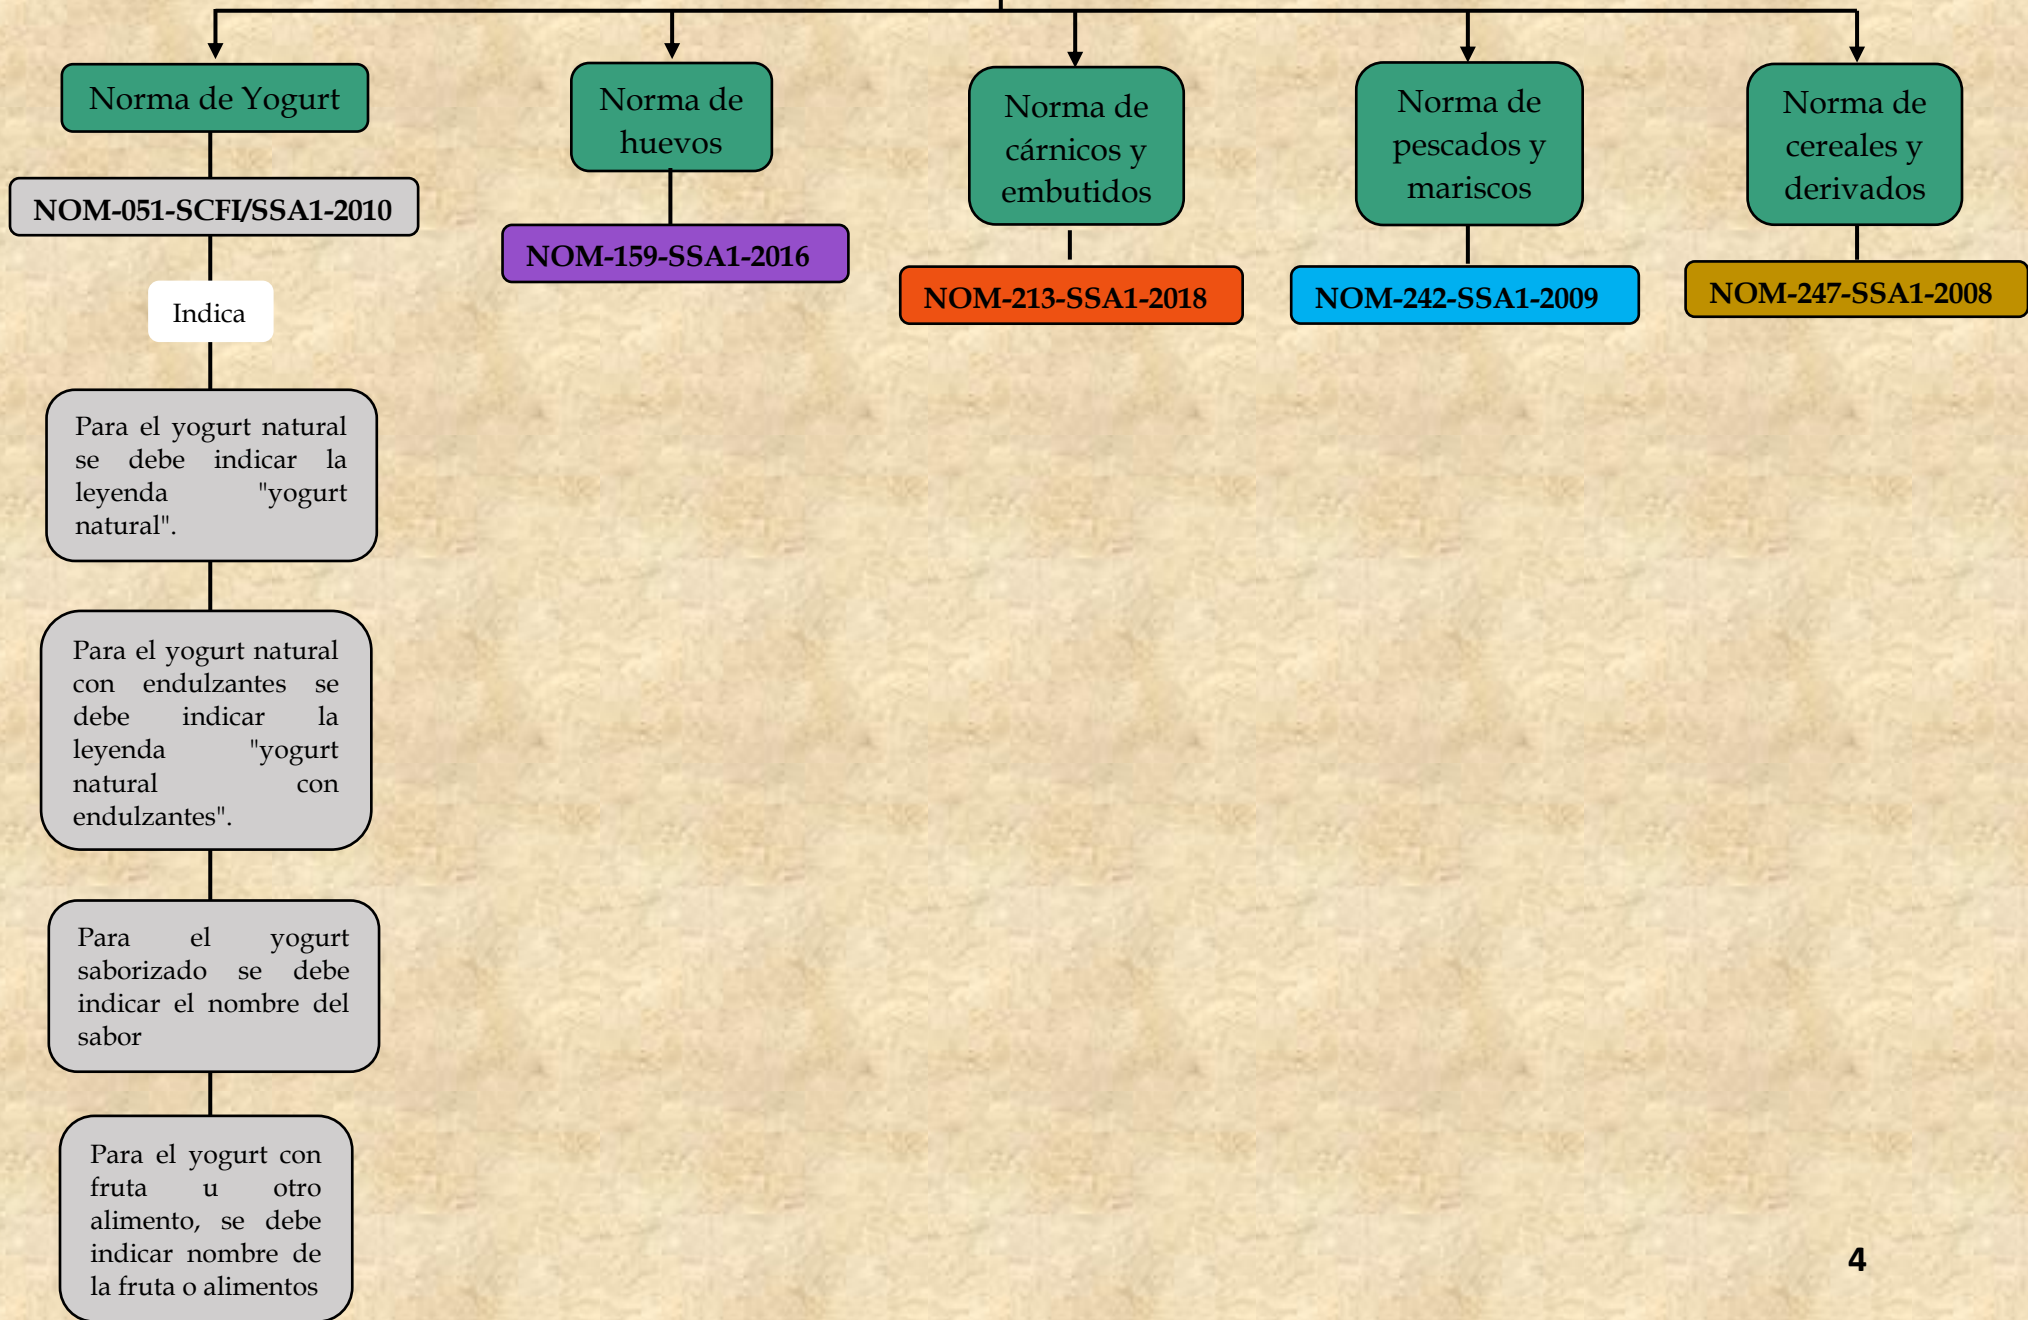 Norma de Yogurt
NOM-051-SCFI/SSA1-2010
Indica
Para el yogurt natural
se debe indicar la
leyenda "yogurt
natural".
Para el yogurt natural
con endulzantes se
debe indicar la
leyenda "yogurt
natural con
endulzantes".
Para el yogurt
saborizado se debe
indicar el nombre del
sabor
Para el yogurt con
fruta u otro
alimento, se debe
indicar nombre de
la fruta o alimentos
Norma de
huevos
NOM-159-SSA1-2016
Norma de
cárnicos y
embutidos
NOM-213-SSA1-2018
Norma de
pescados y
mariscos
NOM-242-SSA1-2009
Norma de
cereales y
derivados
NOM-247-SSA1-2008
4